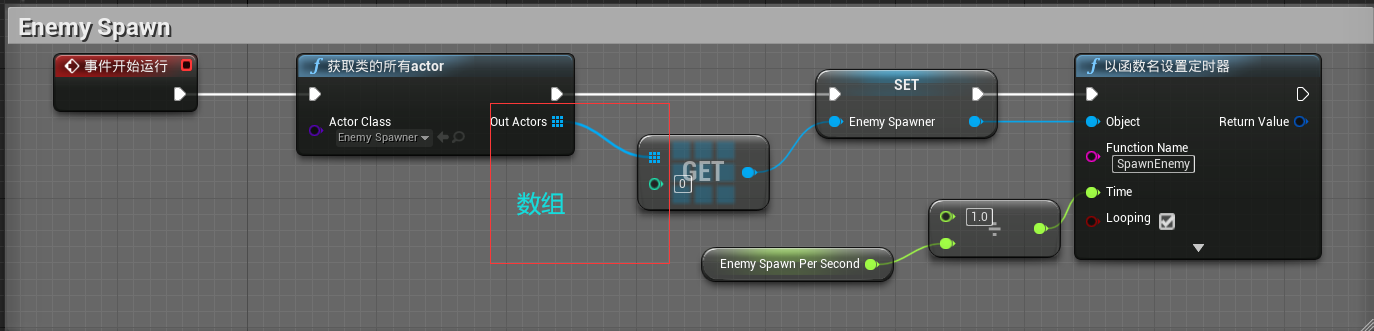 Enemy Spawn
事件开始运行
获取类的所有actor
Actor Class
Enemy Spawner
Out Actors
数组
GET
0
SET
Enemy Spawner
Enemy Spawn Per Second
1.0
÷
以函数名设置定时器
Object
Return Value
Function Name
SpawnEnemy
Time
Looping